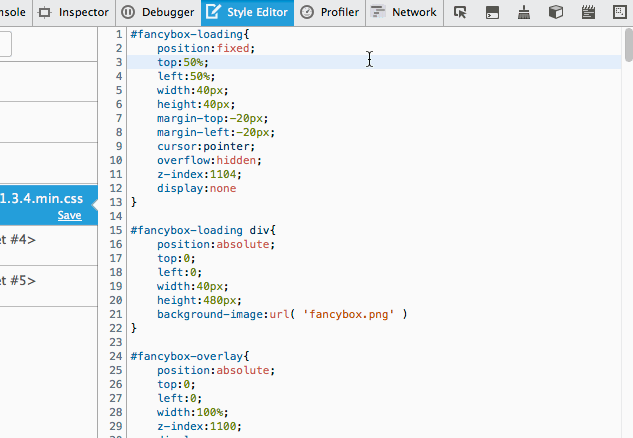 nsole Inspector Debugger Style Editor Profiler Network
1.3.4.min.css
Save
et #4>
et #5>
1 #fancybox-loading{
2 position:fixed;
3 top:50%;
4 left:50%;
5 width:40px;
6 height:40px;
7 margin-top:-20px;
8 margin-left:-20px;
9 cursor:pointer;
10 overflow:hidden;
11 z-index:1104;
12 display:none
13 }
14
15 #fancybox-loading div{
16 position:absolute;
17 top:0;
18 left:0;
19 width:40px;
20 height:480px;
21 background-image:url( 'fancybox.png' )
22 }
23
24 #fancybox-overlay{
25 position:absolute;
26 top:0;
27 left:0;
28 width:100%;
29 z-index:1100;